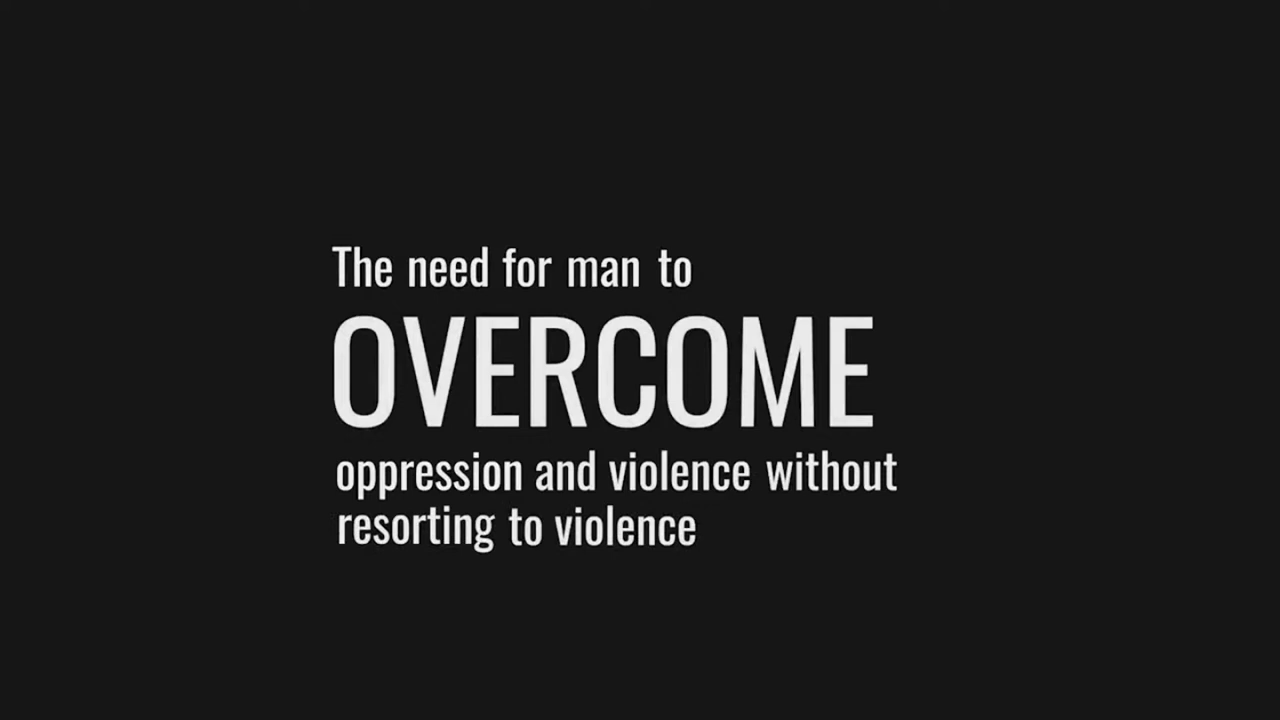 The need for man to
OVERCOME
oppression and violence without
resorting to violence